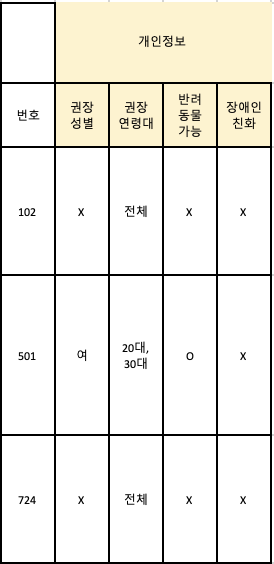 개인정보
번호 권장 성별 권장 연령대 반려 동물 가능 장애인 친화
102 X 전체 X X
501 여 20대, 30대 O X
724 X 전체 X X